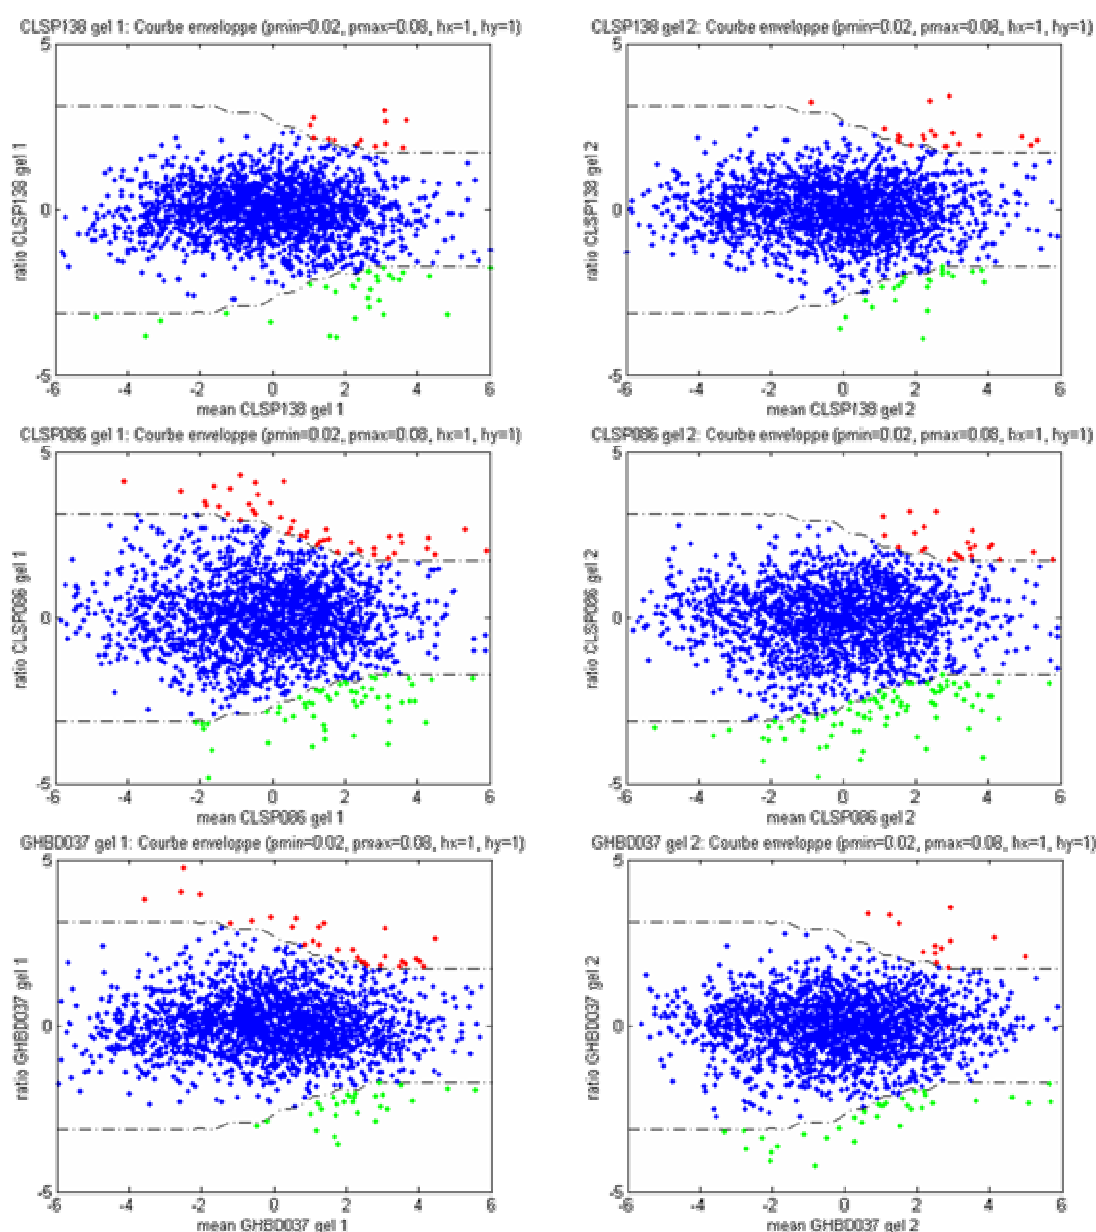 CLSP138 gel 1: Courbe enveloppe (pmin=0.02, pmax=0.08, hx=1, hy=1)
5
0
-5
ratio CLSP138 gel 1
-6 -4 -2 0 2 4 6
mean CLSP138 gel 1
CLSP138 gel 2: Courbe enveloppe (pmin=0.02, pmax=0.08, hx=1, hy=1)
5
0
-5
ratio CLSP138 gel 2
-6 -4 -2 0 2 4 6
mean CLSP138 gel 2
CLSP086 gel 1: Courbe enveloppe (pmin=0.02, pmax=0.08, hx=1, hy=1)
5
0
-5
ratio CLSP086 gel 1
-6 -4 -2 0 2 4 6
mean CLSP086 gel 1
CLSP086 gel 2: Courbe enveloppe (pmin=0.02, pmax=0.08, hx=1, hy=1)
5
0
-5
ratio CLSP086 gel 2
-6 -4 -2 0 2 4 6
mean CLSP086 gel 2
GHBD037 gel 1: Courbe enveloppe (pmin=0.02, pmax=0.08, hx=1, hy=1)
5
0
-5
ratio GHBD037 gel 1
-6 -4 -2 0 2 4 6
mean GHBD037 gel 1
GHBD037 gel 2: Courbe enveloppe (pmin=0.02, pmax=0.08, hx=1, hy=1)
5
0
-5
ratio GHBD037 gel 2
-6 -4 -2 0 2 4 6
mean GHBD037 gel 2